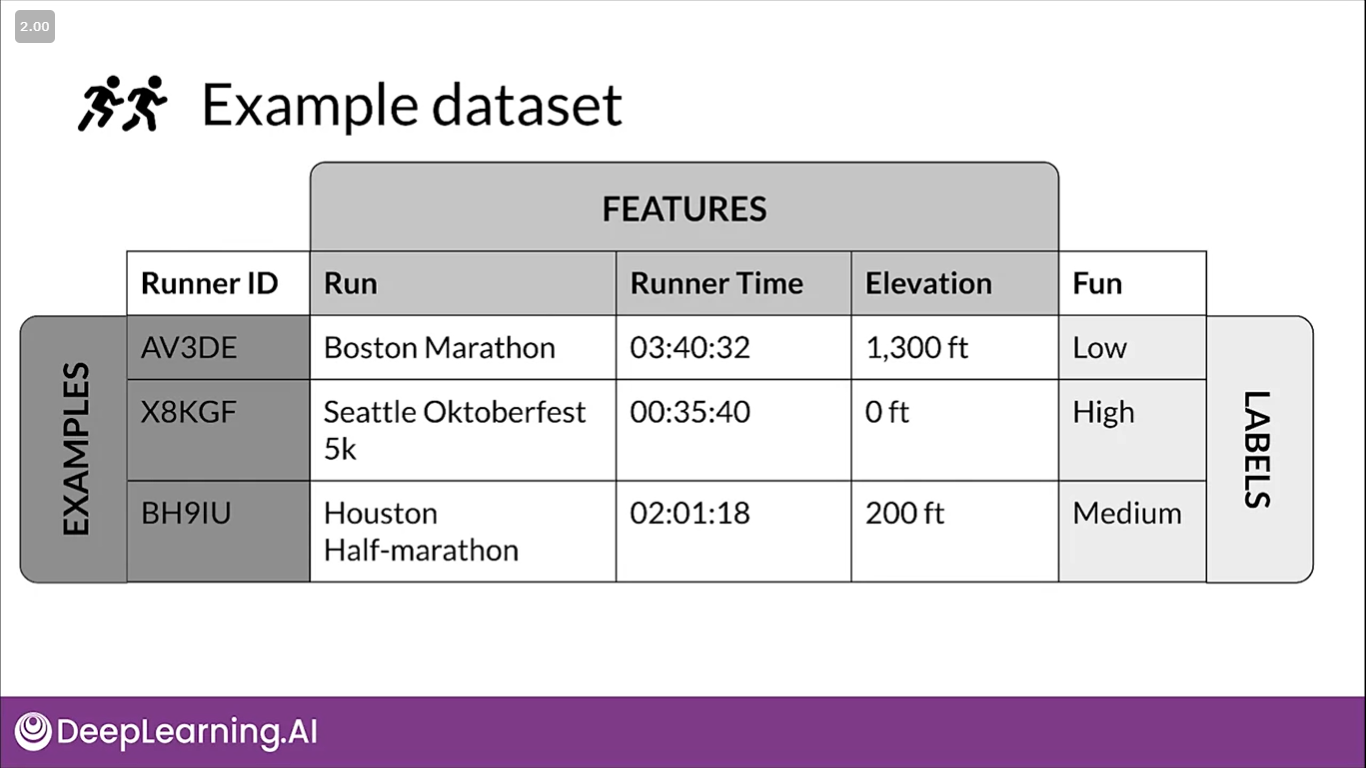 2.00
Example dataset
FEATURES
Runner ID Run Runner Time Elevation Fun
EXAMPLES
AV3DE Boston Marathon 03:40:32 1,300 ft Low
X8KGF Seattle Oktoberfest 00:35:40 0 ft High
5k
BH9IU Houston 02:01:18 200 ft Medium
Half-marathon
LABELS
DeepLearning.AI